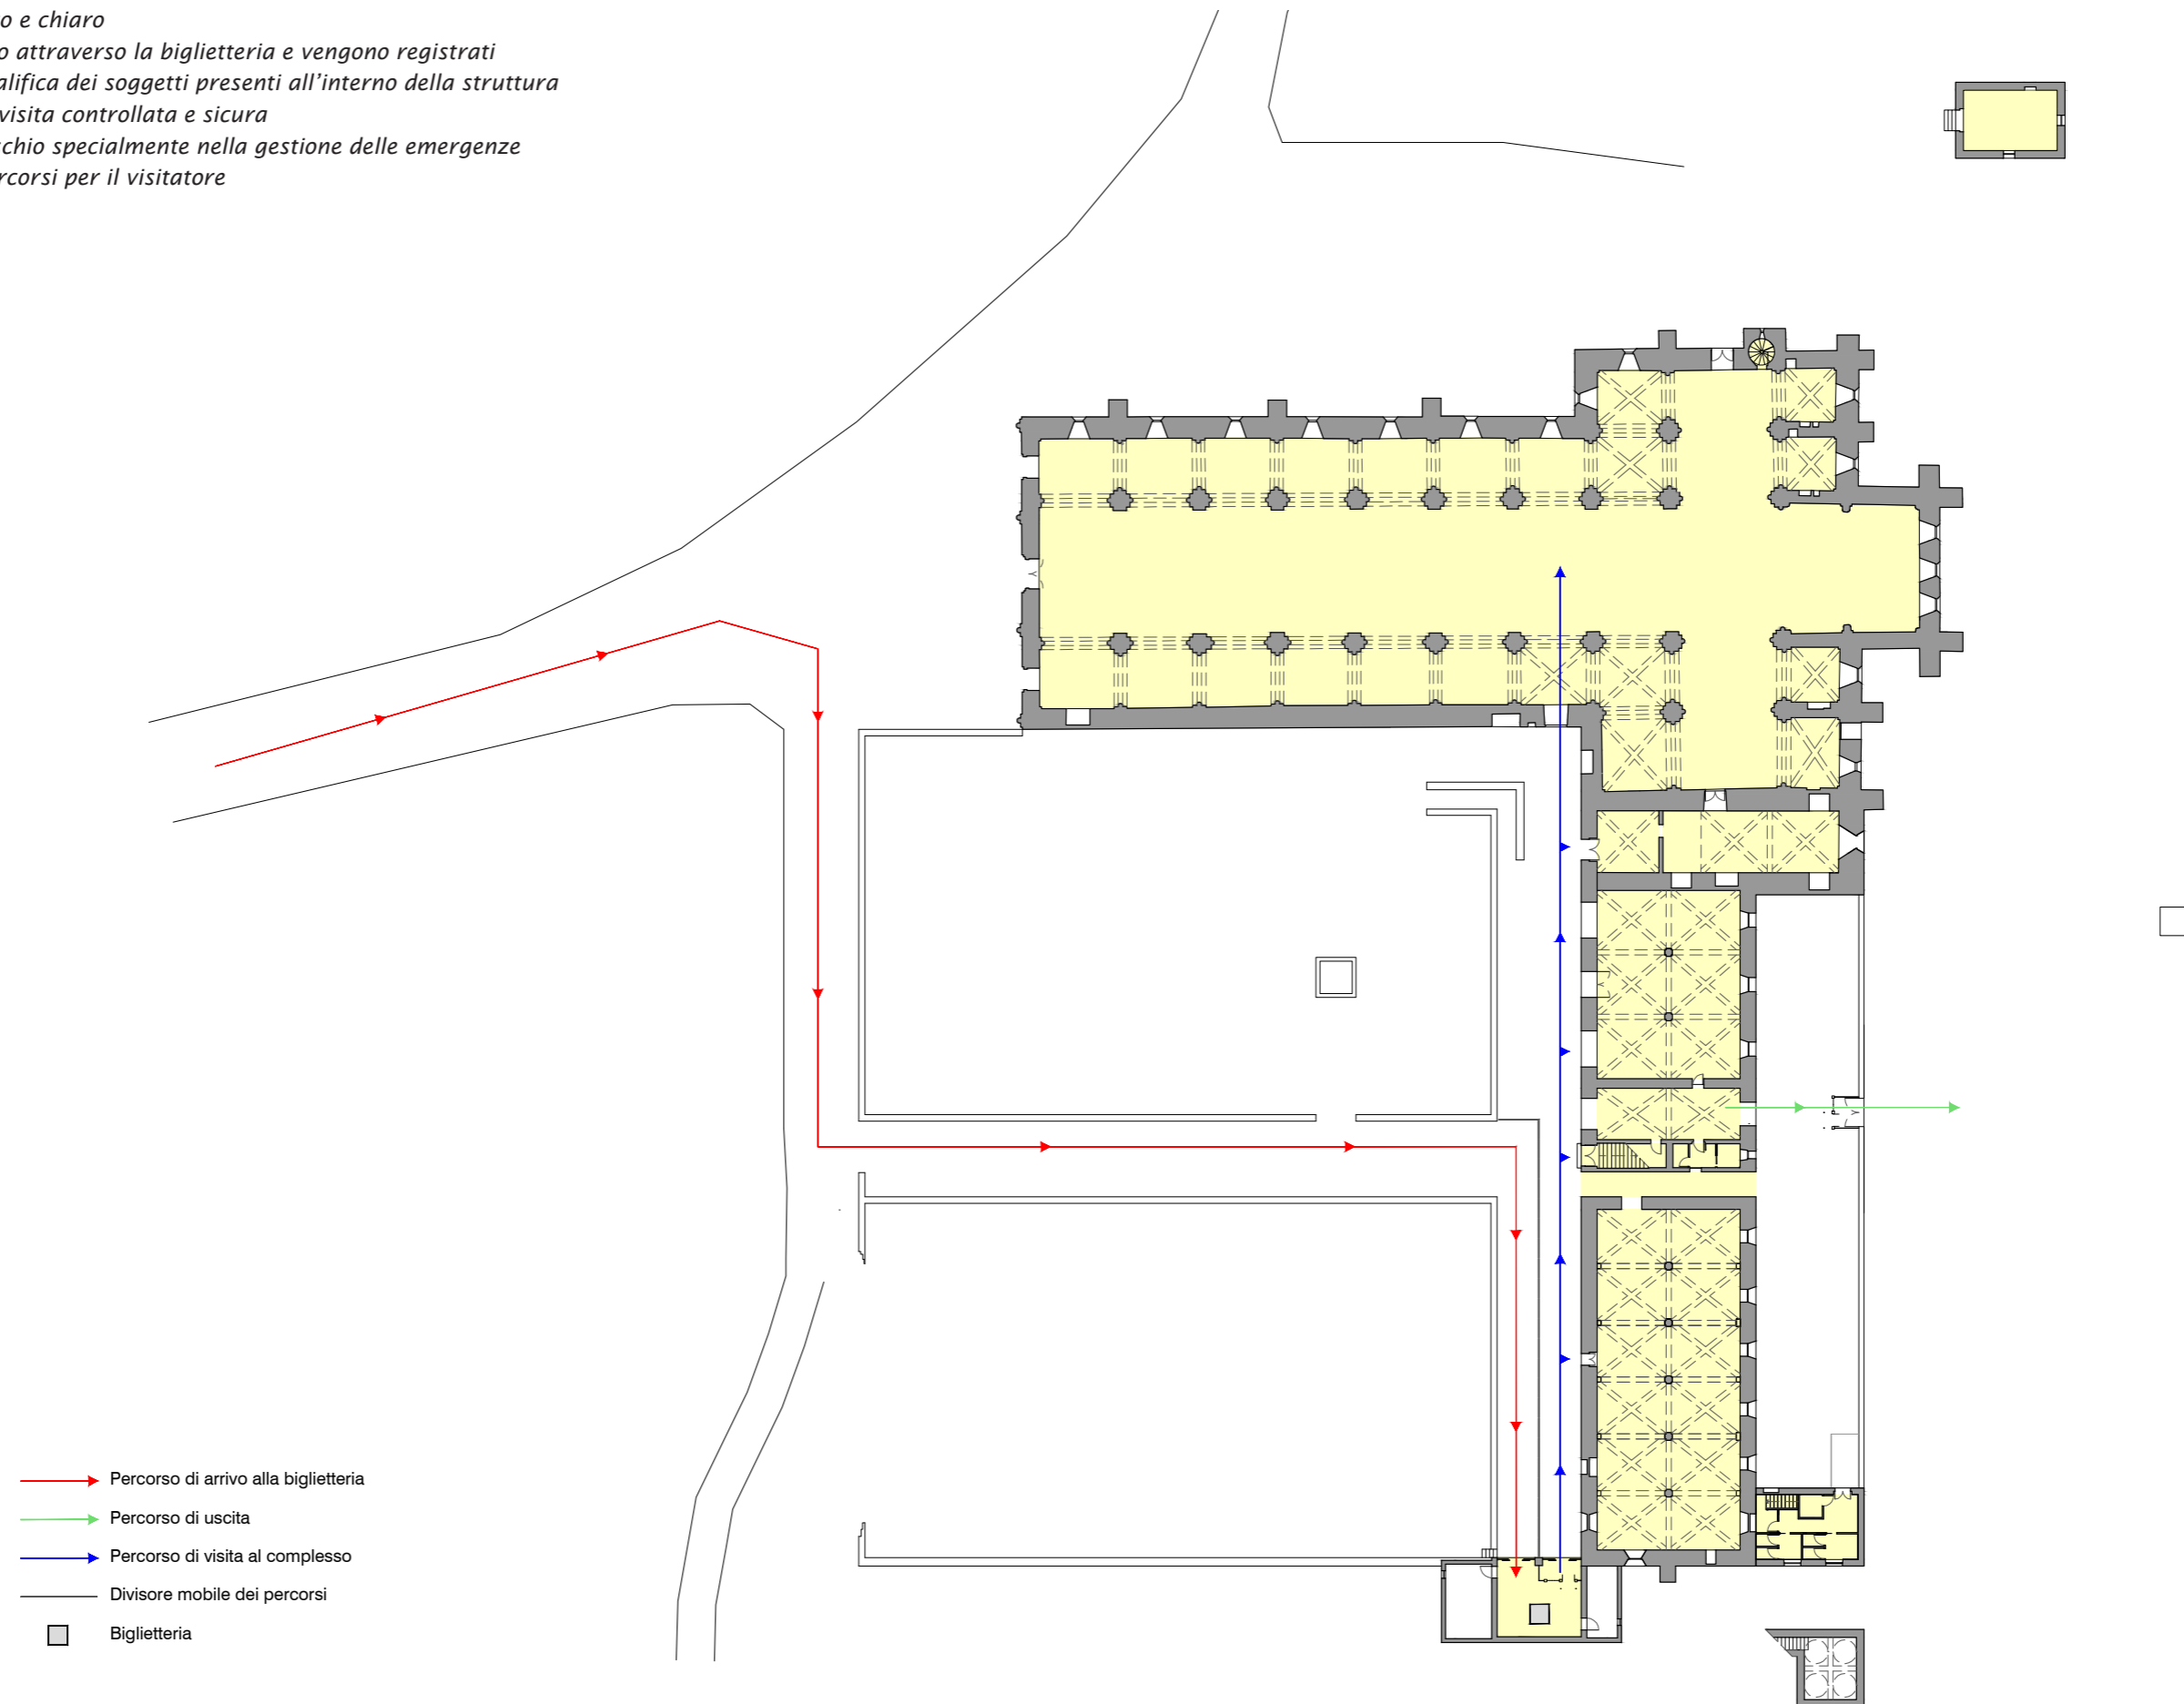 o e chiaro
o attraverso la biglietteria e vengono registrati
alifica dei soggetti presenti all'interno della struttura
visita controllata e sicura
schio specialmente nella gestione delle emergenze
rcorsi per il visitatore
Percorso di arrivo alla biglietteria
Percorso di uscita
Percorso di visita al complesso
Divisore mobile dei percorsi
Biglietteria